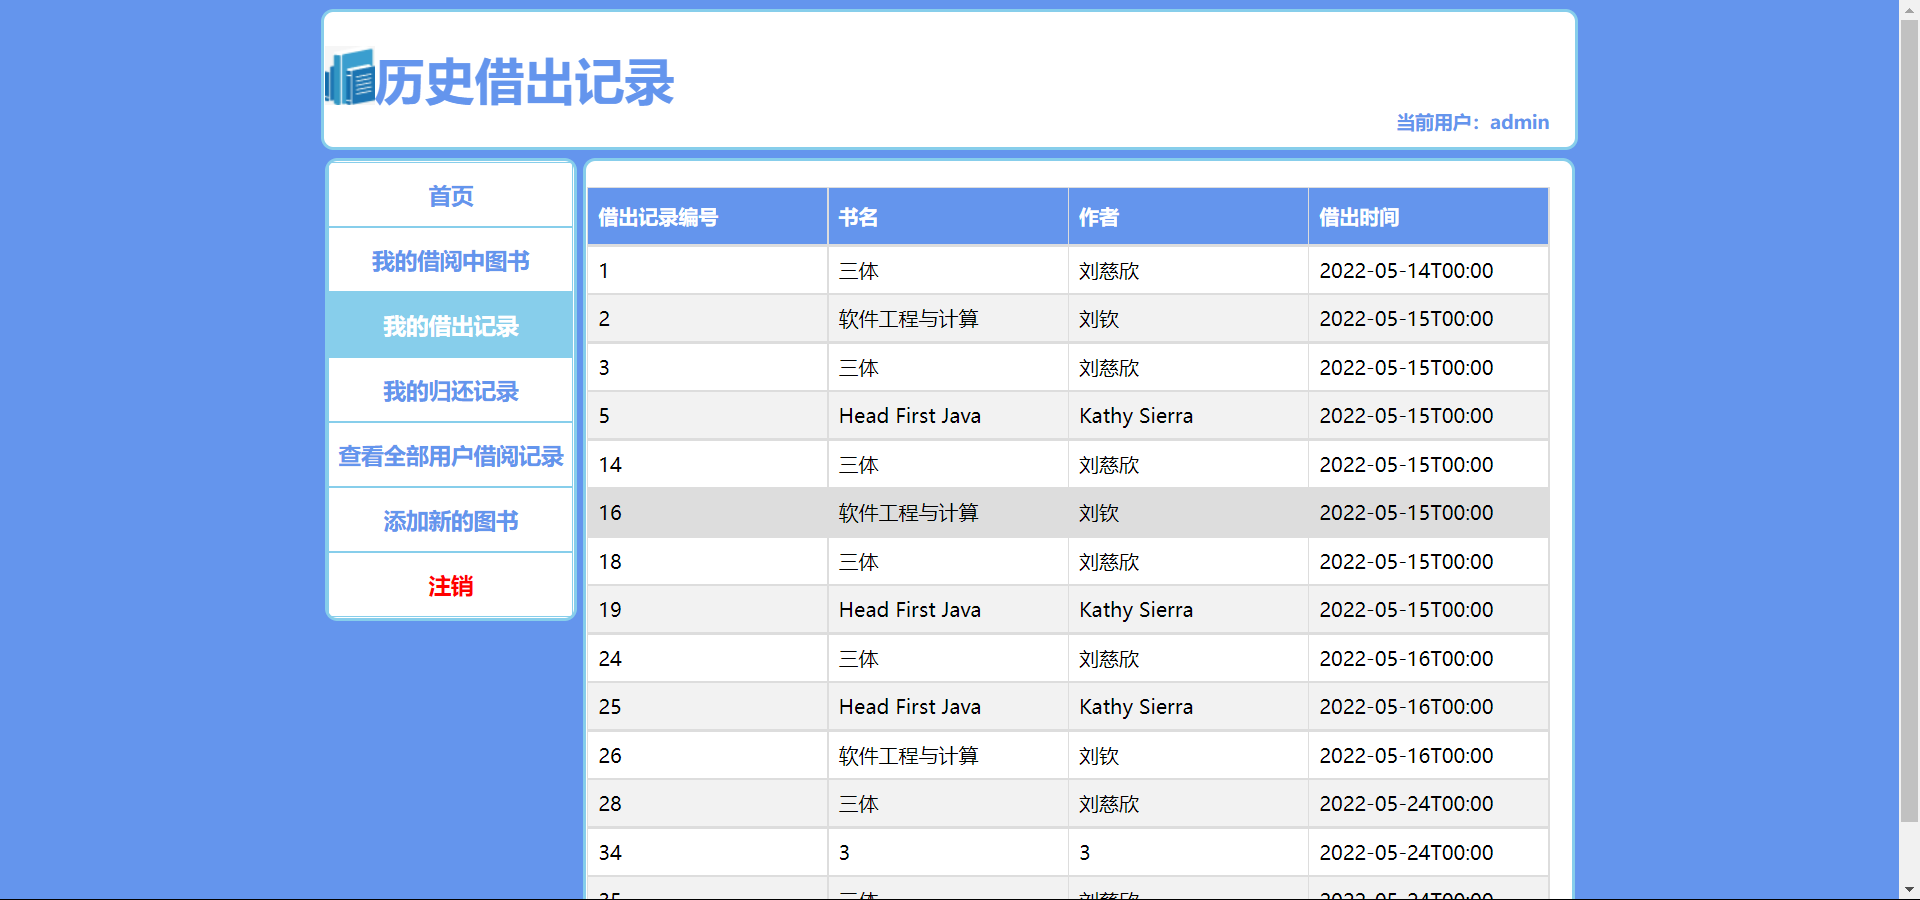 历史借出记录
当前用户：admin
首页
我的借阅中图书
我的借出记录
我的归还记录
查看全部用户借阅记录
添加新的图书
注销
借出记录编号 书名 作者 借出时间
1 三体 刘慈欣 2022-05-14T00:00
2 软件工程与计算 刘钦 2022-05-15T00:00
3 三体 刘慈欣 2022-05-15T00:00
5 Head First Java Kathy Sierra 2022-05-15T00:00
14 三体 刘慈欣 2022-05-15T00:00
16 软件工程与计算 刘钦 2022-05-15T00:00
18 三体 刘慈欣 2022-05-15T00:00
19 Head First Java Kathy Sierra 2022-05-15T00:00
24 三体 刘慈欣 2022-05-16T00:00
25 Head First Java Kathy Sierra 2022-05-16T00:00
26 软件工程与计算 刘钦 2022-05-16T00:00
28 三体 刘慈欣 2022-05-24T00:00
34 3 3 2022-05-24T00:00